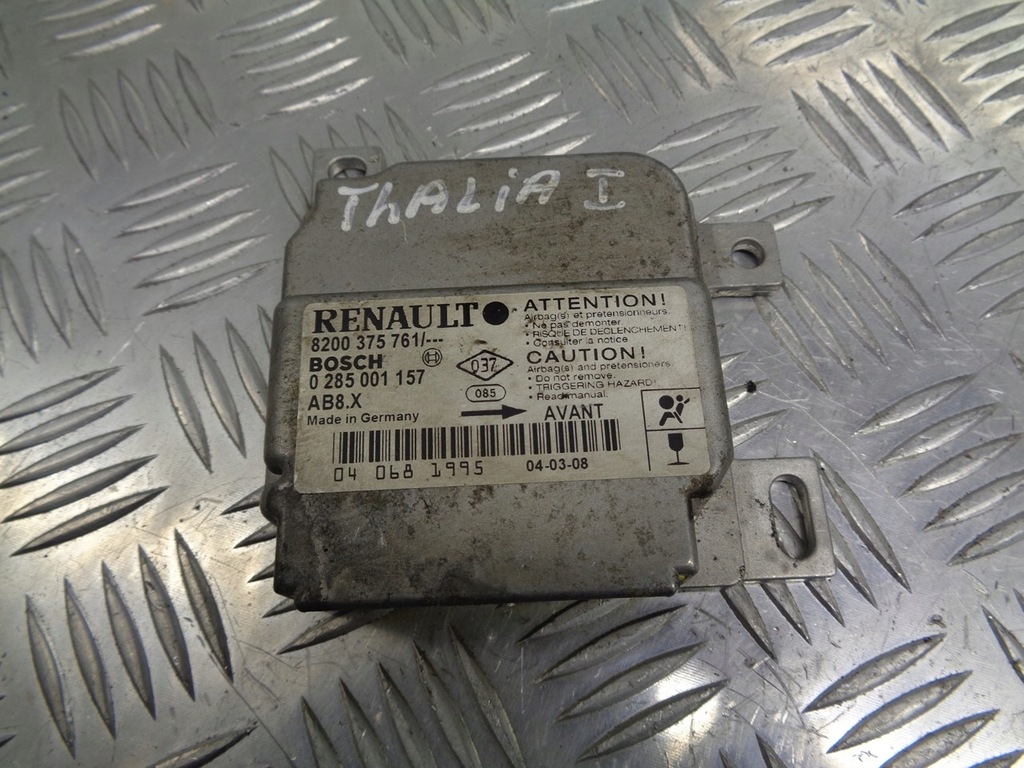 ThALiA I
RENAULT
8200 375 761/---
BOSCH
0 285 001 157
AB8.X
Made in Germany
037
085
AVANT
ATTENTION!
Airbag(s) et pretensionneurs.
• Ne pas demonter.
• RISQUE DE DECLENCHEMENT!
• Consulter la notice
CAUTION!
Airbag(s) and pretensioners.
• Do not remove.
• TRIGGERING HAZARD!
• Read manual.
04 068 1995
04-03-08